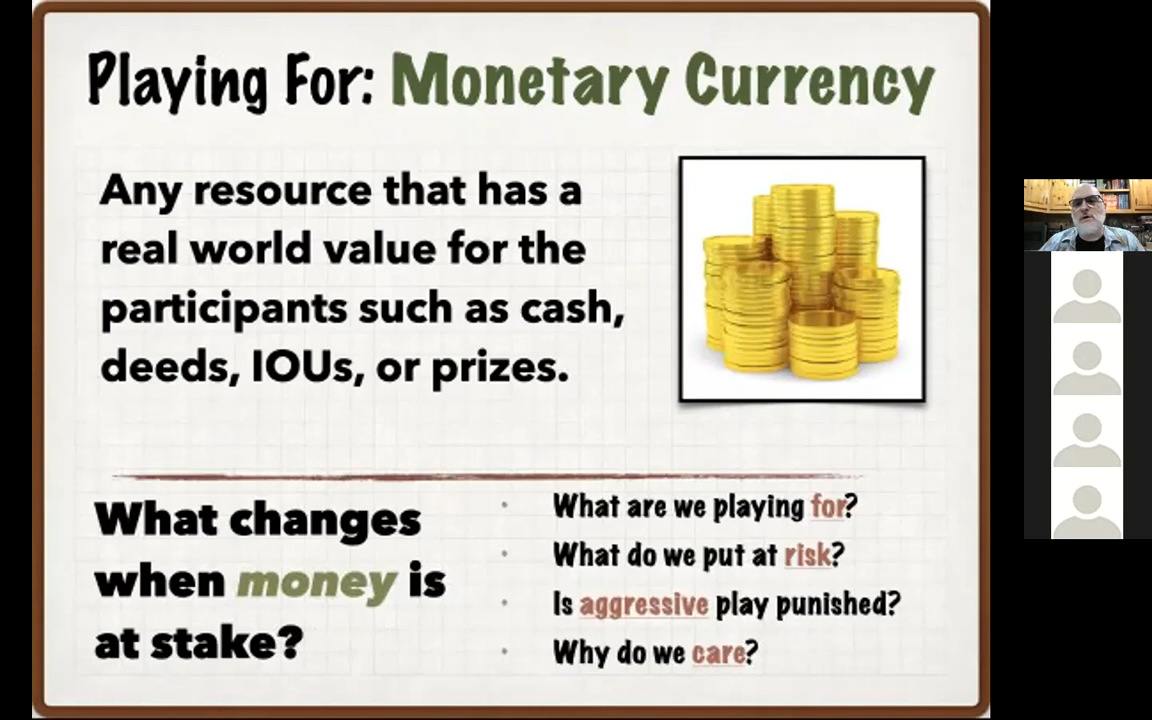 Playing For: Monetary Currency
Any resource that has a
real world value for the
participants such as cash,
deeds, IOUs, or prizes.
What changes
when money is
at stake?
What are we playing for?
What do we put at risk?
Is aggressive play punished?
Why do we care?